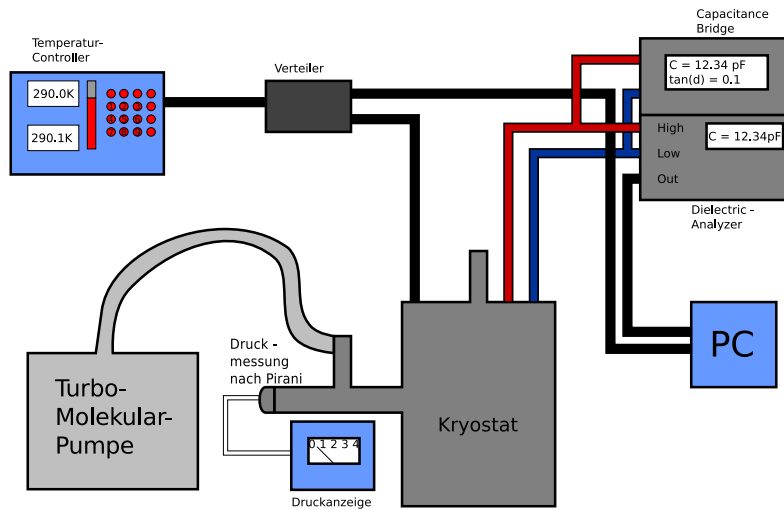 Temperatur-
Controller
290.0K
290.1K
Verteiler
Capacitance
Bridge
C = 12.34 pF
tan(d) = 0.1
High
C = 12.34pF
Low
Out
Dielectric -
Analyzer
Druck -
messung
nach Pirani
Turbo-
Molekular-
Pumpe
0 1 2 3 4
Druckanzeige
Kryostat
PC